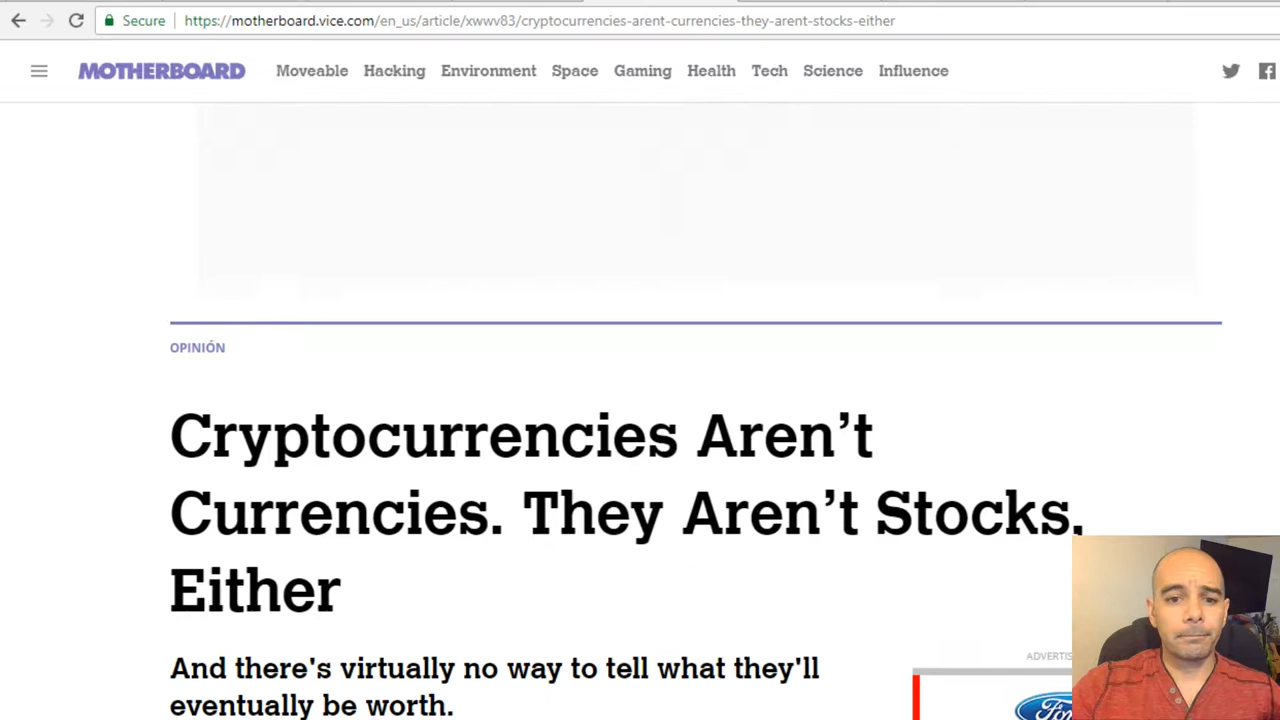 Secure https://motherboard.vice.com/en_us/article/xwwv83/cryptocurrencies-arent-currencies-they-arent-stocks-either
MOTHERBOARD Moveable Hacking Environment Space Gaming Health Tech Science Influence
OPINIÓN
Cryptocurrencies Aren’t
Currencies. They Aren’t Stocks,
Either
And there's virtually no way to tell what they'll
eventually be worth.